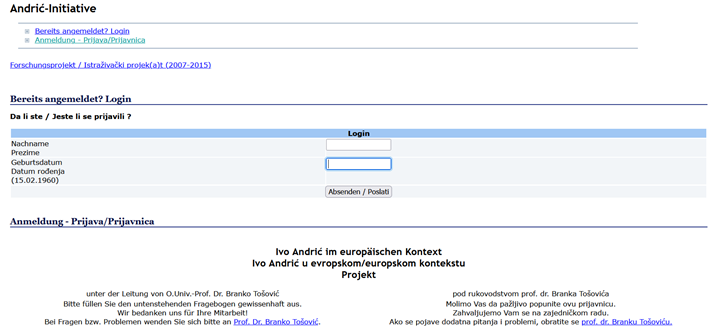 Andrić-Initiative
Bereits angemeldet? Login
Anmeldung - Prijava/Prijavnica
Forschungsprojekt / Istraživački projek(a)t (2007-2015)
Bereits angemeldet? Login
Da li ste / Jeste li se prijavili ?
Login
Nachname
Prezime
Geburtsdatum
Datum rođenja
(15.02.1960)
Absenden / Poslati
Anmeldung - Prijava/Prijavnica
Ivo Andrić im europäischen Kontext
Ivo Andrić u evropskom/europskom kontekstu
Projekt
unter der Leitung von O.Univ.-Prof. Dr. Branko Tošović
Bitte füllen Sie den untenstehenden Fragebogen gewissenhaft aus.
Wir bedanken uns für Ihre Mitarbeit!
Bei Fragen bzw. Problemen wenden Sie sich bitte an Prof. Dr. Branko Tošović.
pod rukovodstvom prof. dr. Branka Tošovića
Molimo Vas da pažljivo popunite ovu prijavnicu.
Zahvaljujemo Vam se na zajedničkom radu.
Ako se pojave dodatna pitanja i problemi, obratite se prof. dr. Branku Tošoviću.